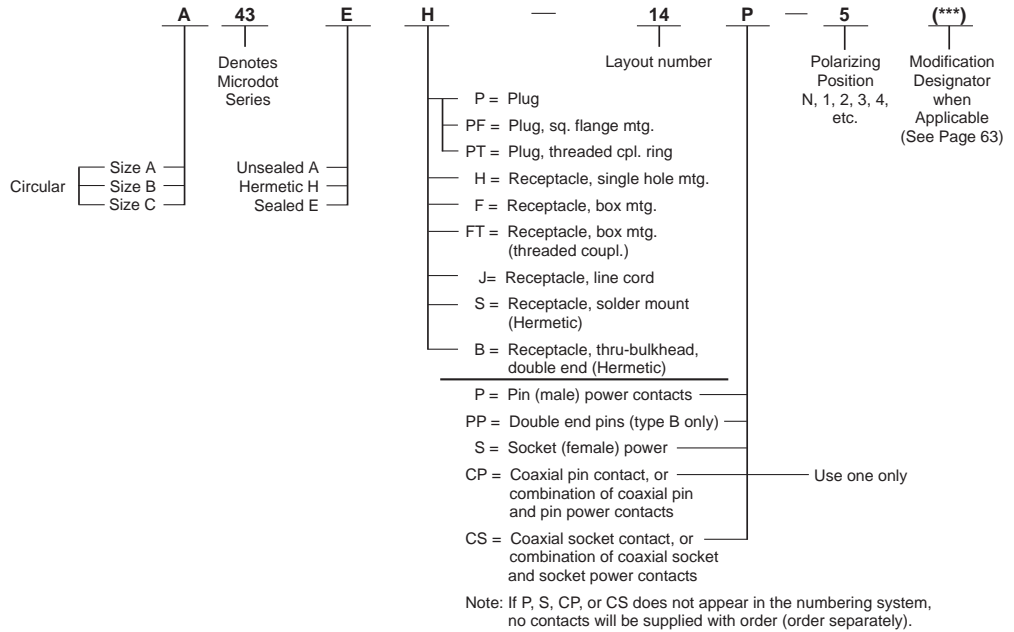 A 43 E H — 14 P — 5 (***)
Denotes
Microdot
Series
Layout number
Polarizing
Position
N, 1, 2, 3, 4,
etc.
Modification
Designator
when
Applicable
(See Page 63)
Circular
Size A
Size B
Size C
Unsealed A
Hermetic H
Sealed E
P = Plug
PF = Plug, sq. flange mtg.
PT = Plug, threaded cpl. ring
H = Receptacle, single hole mtg.
F = Receptacle, box mtg.
FT = Receptacle, box mtg.
(threaded coupl.)
J= Receptacle, line cord
S = Receptacle, solder mount
(Hermetic)
B = Receptacle, thru-bulkhead,
double end (Hermetic)
P = Pin (male) power contacts
PP = Double end pins (type B only)
S = Socket (female) power
CP = Coaxial pin contact, or
combination of coaxial pin
and pin power contacts
Use one only
CS = Coaxial socket contact, or
combination of coaxial socket
and socket power contacts
Note: If P, S, CP, or CS does not appear in the numbering system,
no contacts will be supplied with order (order separately).